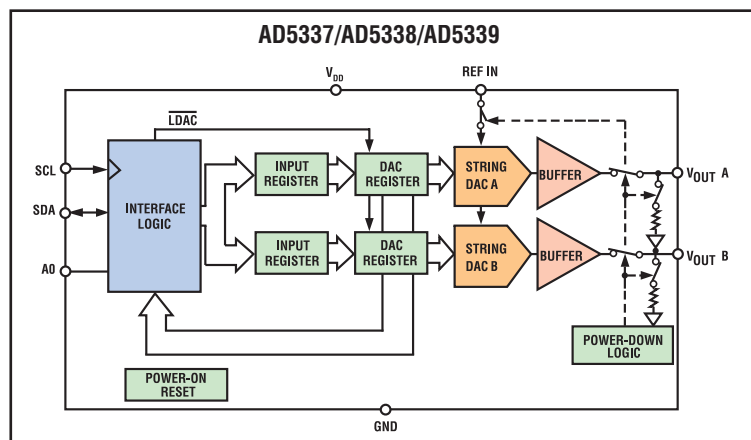 AD5337/AD5338/AD5339
VDD
REF IN
LDAC
SCL
SDA
A0
INTERFACE
LOGIC
INPUT
REGISTER
DAC
REGISTER
STRING
DAC A
BUFFER
VOUT A
INPUT
REGISTER
DAC
REGISTER
STRING
DAC B
BUFFER
VOUT B
POWER-DOWN
LOGIC
POWER-ON
RESET
GND